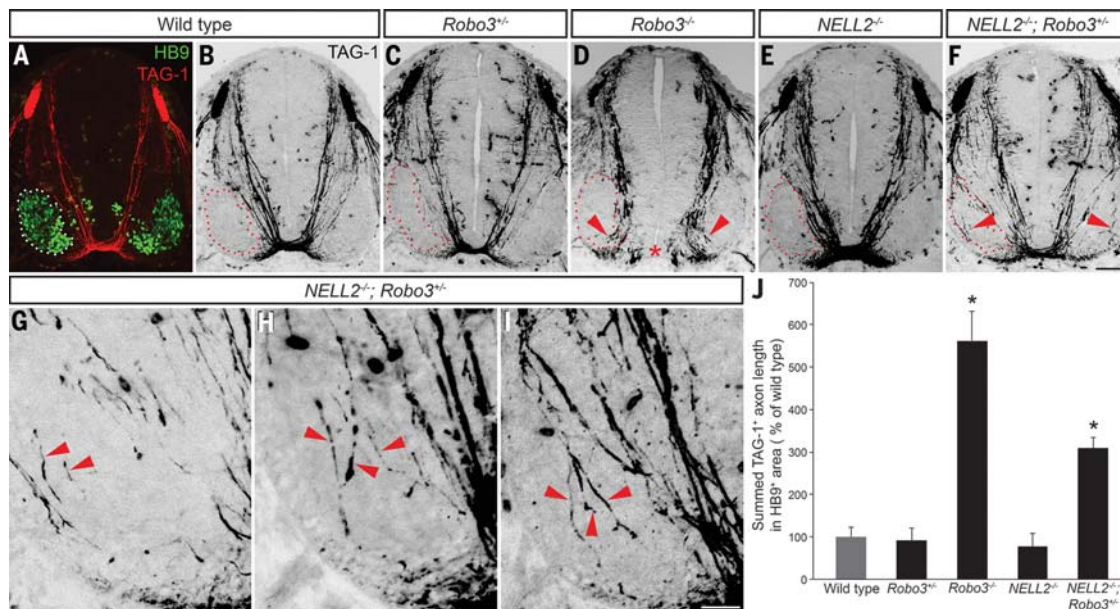 Wild type
Robo3+/-
Robo3-/-
NELL2-/-
NELL2-/-; Robo3+/-
A
HB9
TAG-1
B
TAG-1
C
D
E
F
*
NELL2-/-; Robo3+/-
G
H
I
J
Summed TAG-1+ axon length
in HB9+ area ( % of wild type)
700
600
500
400
300
200
100
0
*
*
Wild type
Robo3+/-
Robo3-/-
NELL2-/-
NELL2-/-;
Robo3+/-